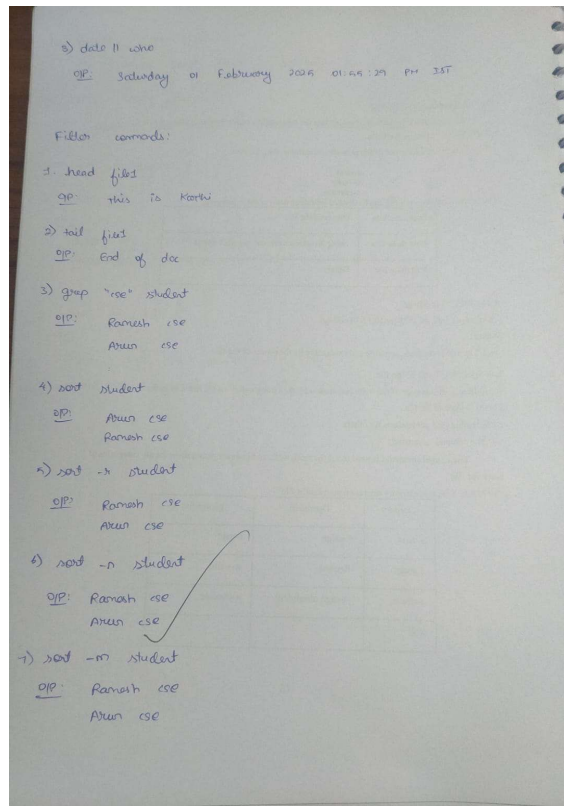 3) date || who
O/P: Saturday 01 February 2025 01:55:29 PM IST
Filter commands:
1. head file1
O/P: this is Keerthi
2) tail file1
O/P: End of doc
3) grep "cse" student
O/P: Ramesh cse
Arun cse
4) sort student
O/P: Arun cse
Ramesh cse
5) sort -r student
O/P: Ramesh cse
Arun cse
6) sort -n student
O/P: Ramesh cse
Arun cse
7) sort -m student
O/P: Ramesh cse
Arun cse